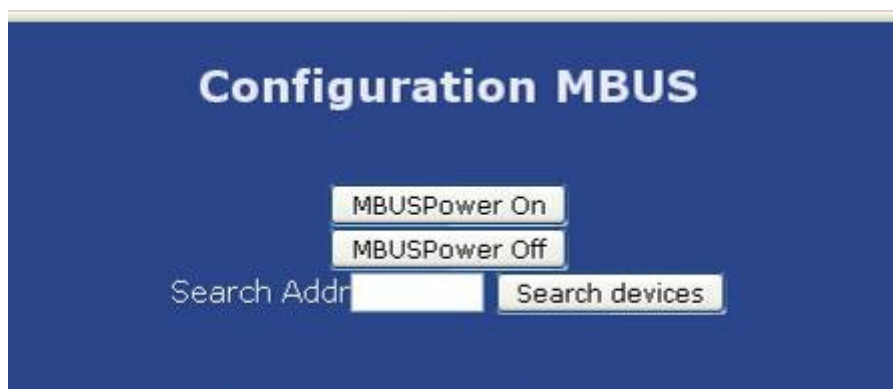 Configuration MBUS
MBUSPower On
MBUSPower Off
Search Addr Search devices